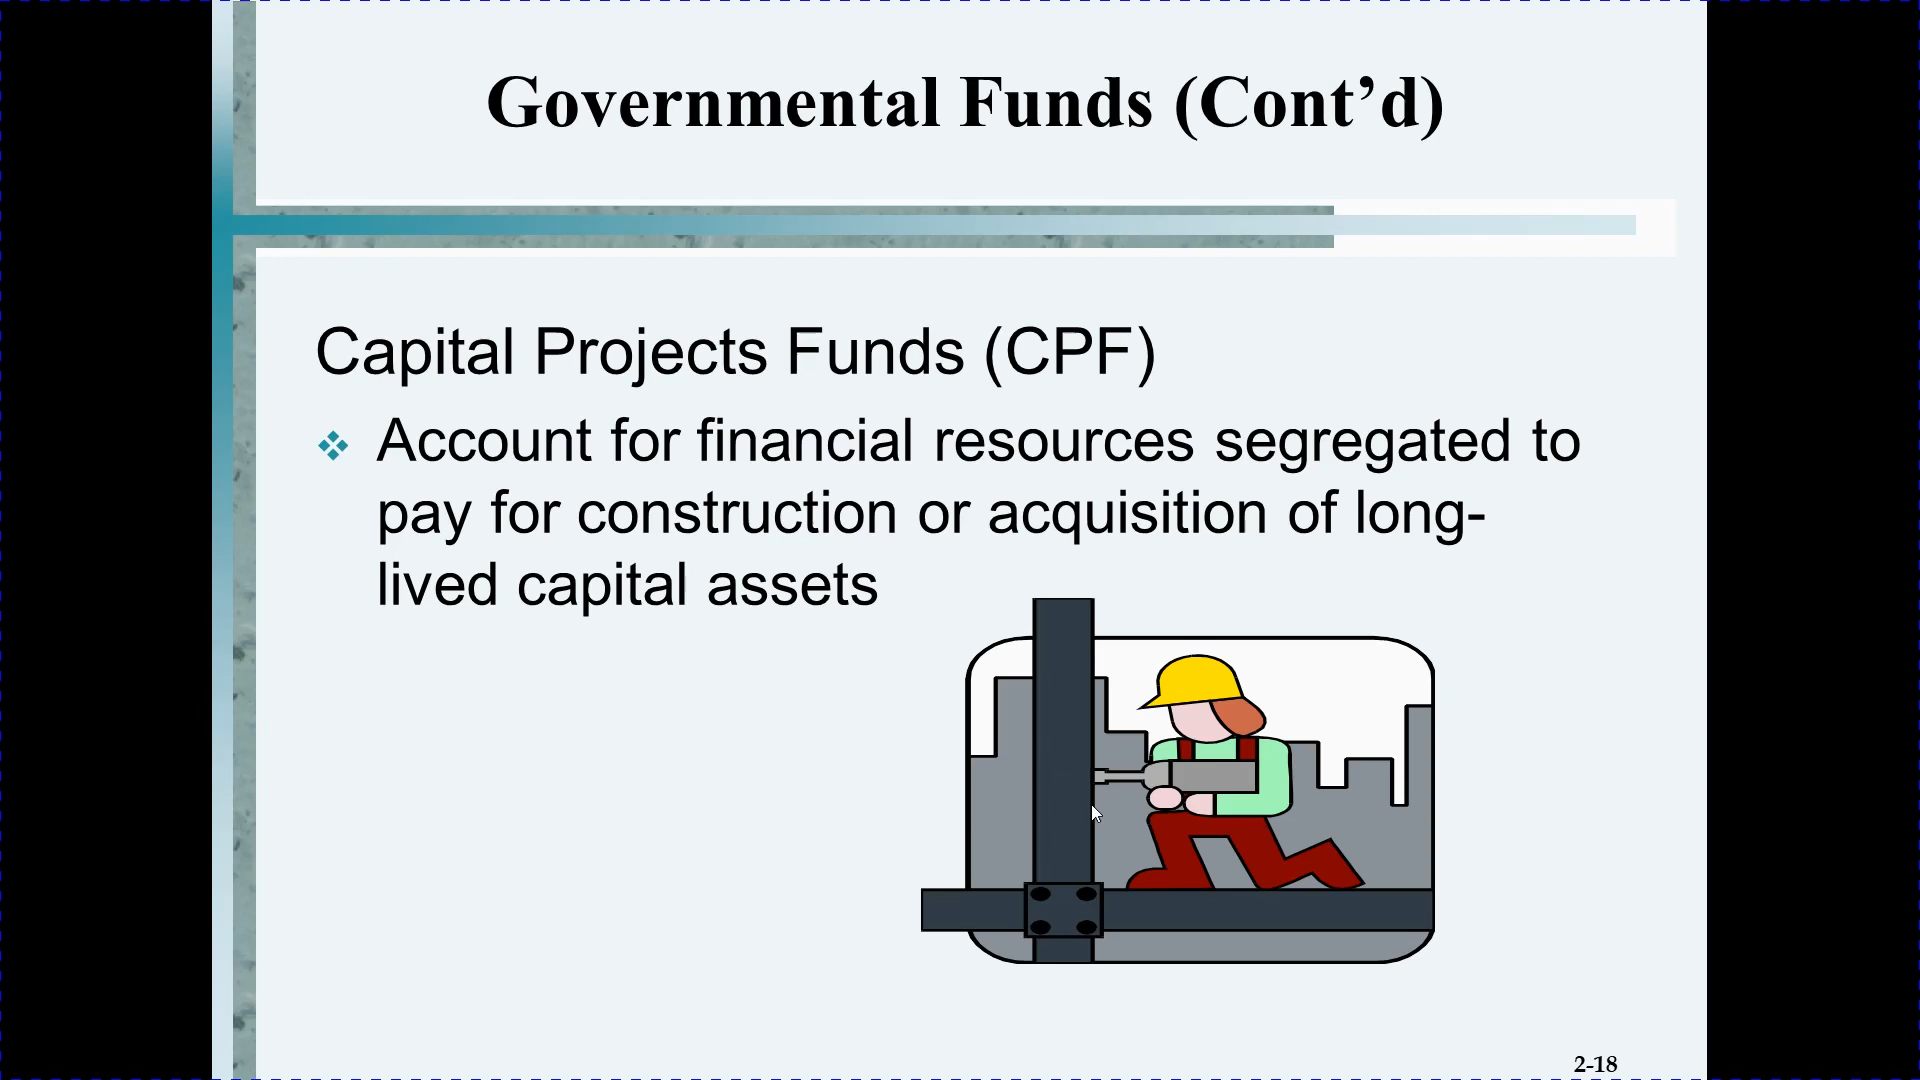 Governmental Funds (Cont’d)
Capital Projects Funds (CPF)
Account for financial resources segregated to
pay for construction or acquisition of long-
lived capital assets
2-18